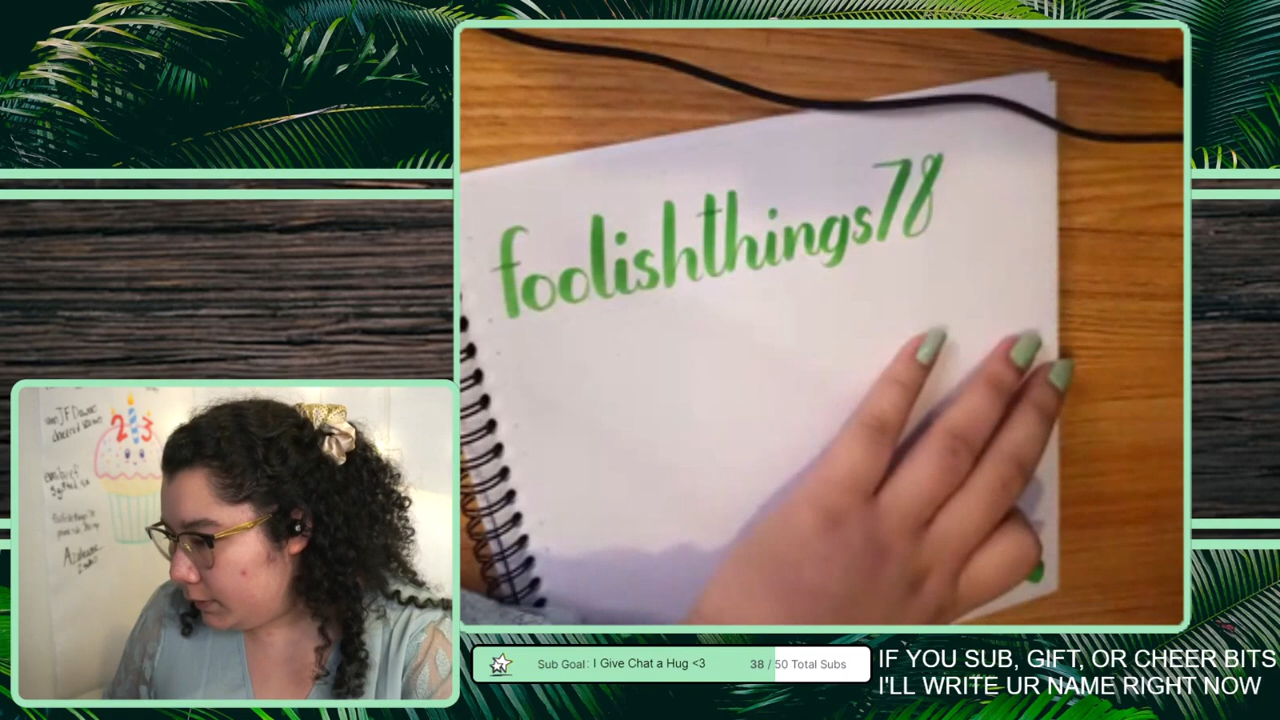 foolishthings78
23
Sub Goal: I Give Chat a Hug <3
38 / 50 Total Subs
IF YOU SUB, GIFT, OR CHEER BITS
I'LL WRITE UR NAME RIGHT NOW